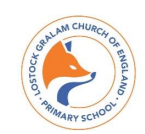 LOSTOCK GRALAM CHURCH OF ENGLAND
PRIMARY SCHOOL